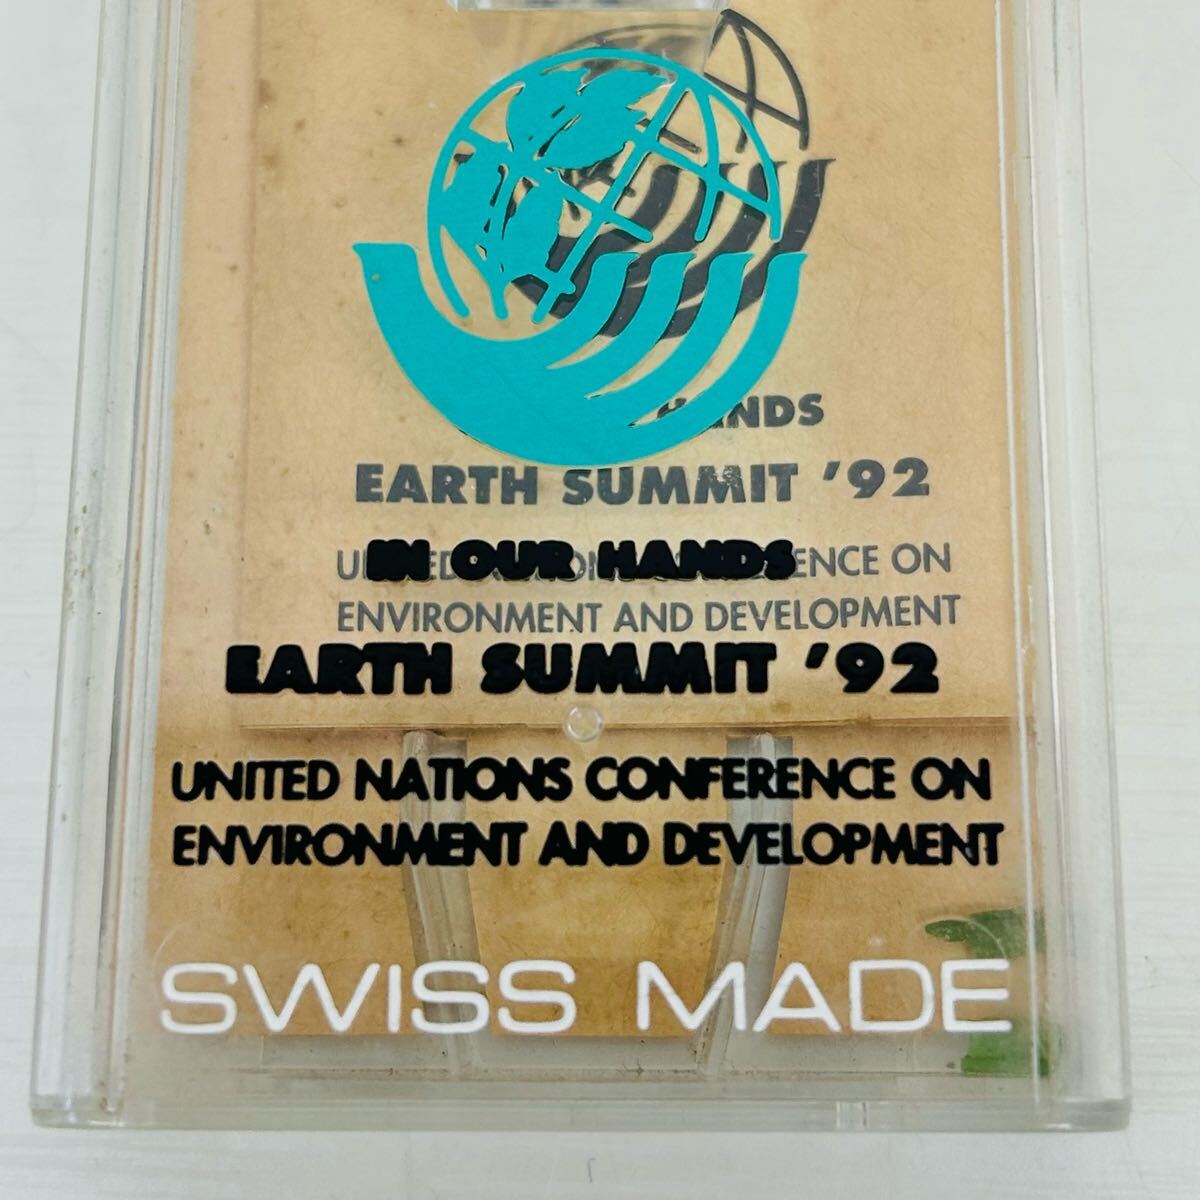 HANDS
EARTH SUMMIT '92
IN OUR HANDS
ENCE ON
ENVIRONMENT AND DEVELOPMENT
EARTH SUMMIT '92
UNITED NATIONS CONFERENCE ON
ENVIRONMENT AND DEVELOPMENT
SWISS MADE